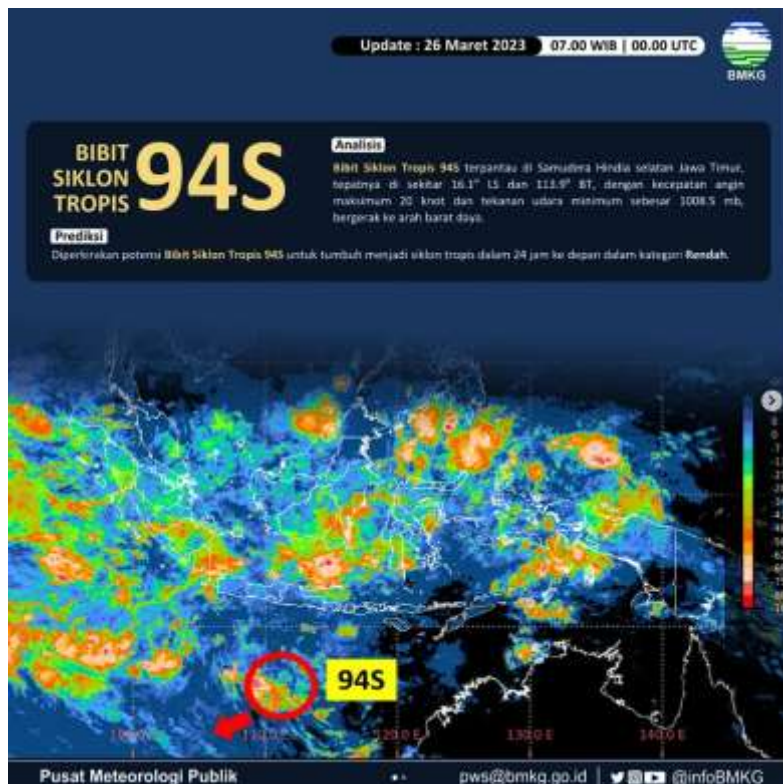 Update : 26 Maret 2023
07.00 WIB | 00.00 UTC
BMKG
BIBIT
SIKLON
TROPIS
94S
Analisis
Bibit Siklon Tropis 94S terpantau di Samudera Hindia selatan Jawa Timur,
tepatnya di sekitar 16.1° LS dan 113.9° BT, dengan kecepatan angin
maksimum 20 knot dan tekanan udara minimum sebesar 1008.5 mb,
bergerak ke arah barat daya.
Prediksi
Diperkirakan potensi Bibit Siklon Tropis 94S untuk tumbuh menjadi siklon tropis dalam 24 jam ke depan dalam kategori Rendah.
94S
110.0 E
120.0 E
130.0 E
140.0 E
Pusat Meteorologi Publik
pws@bmkg.go.id | @infoBMKG